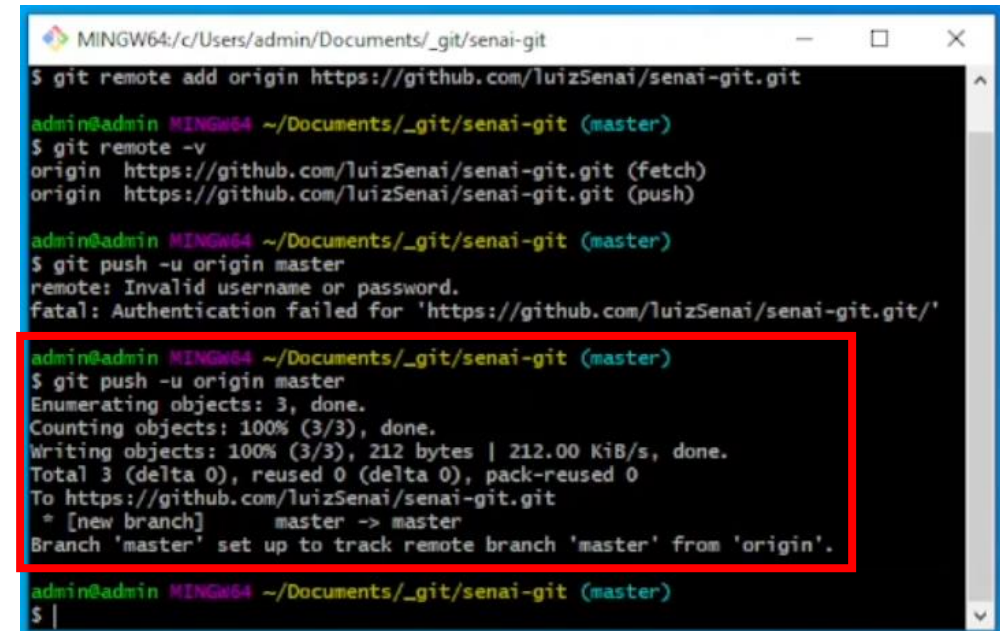 MINGW64:/c/Users/admin/Documents/_git/senai-git
$ git remote add origin https://github.com/luizSenai/senai-git.git
admin@admin MINGW64 ~/Documents/_git/senai-git (master)
$ git remote -v
origin  https://github.com/luizSenai/senai-git.git (fetch)
origin  https://github.com/luizSenai/senai-git.git (push)
admin@admin MINGW64 ~/Documents/_git/senai-git (master)
$ git push -u origin master
remote: Invalid username or password.
fatal: Authentication failed for 'https://github.com/luizSenai/senai-git.git/'
admin@admin MINGW64 ~/Documents/_git/senai-git (master)
$ git push -u origin master
Enumerating objects: 3, done.
Counting objects: 100% (3/3), done.
Writing objects: 100% (3/3), 212 bytes | 212.00 KiB/s, done.
Total 3 (delta 0), reused 0 (delta 0), pack-reused 0
To https://github.com/luizSenai/senai-git.git
 * [new branch]      master -> master
Branch 'master' set up to track remote branch 'master' from 'origin'.
admin@admin MINGW64 ~/Documents/_git/senai-git (master)
$